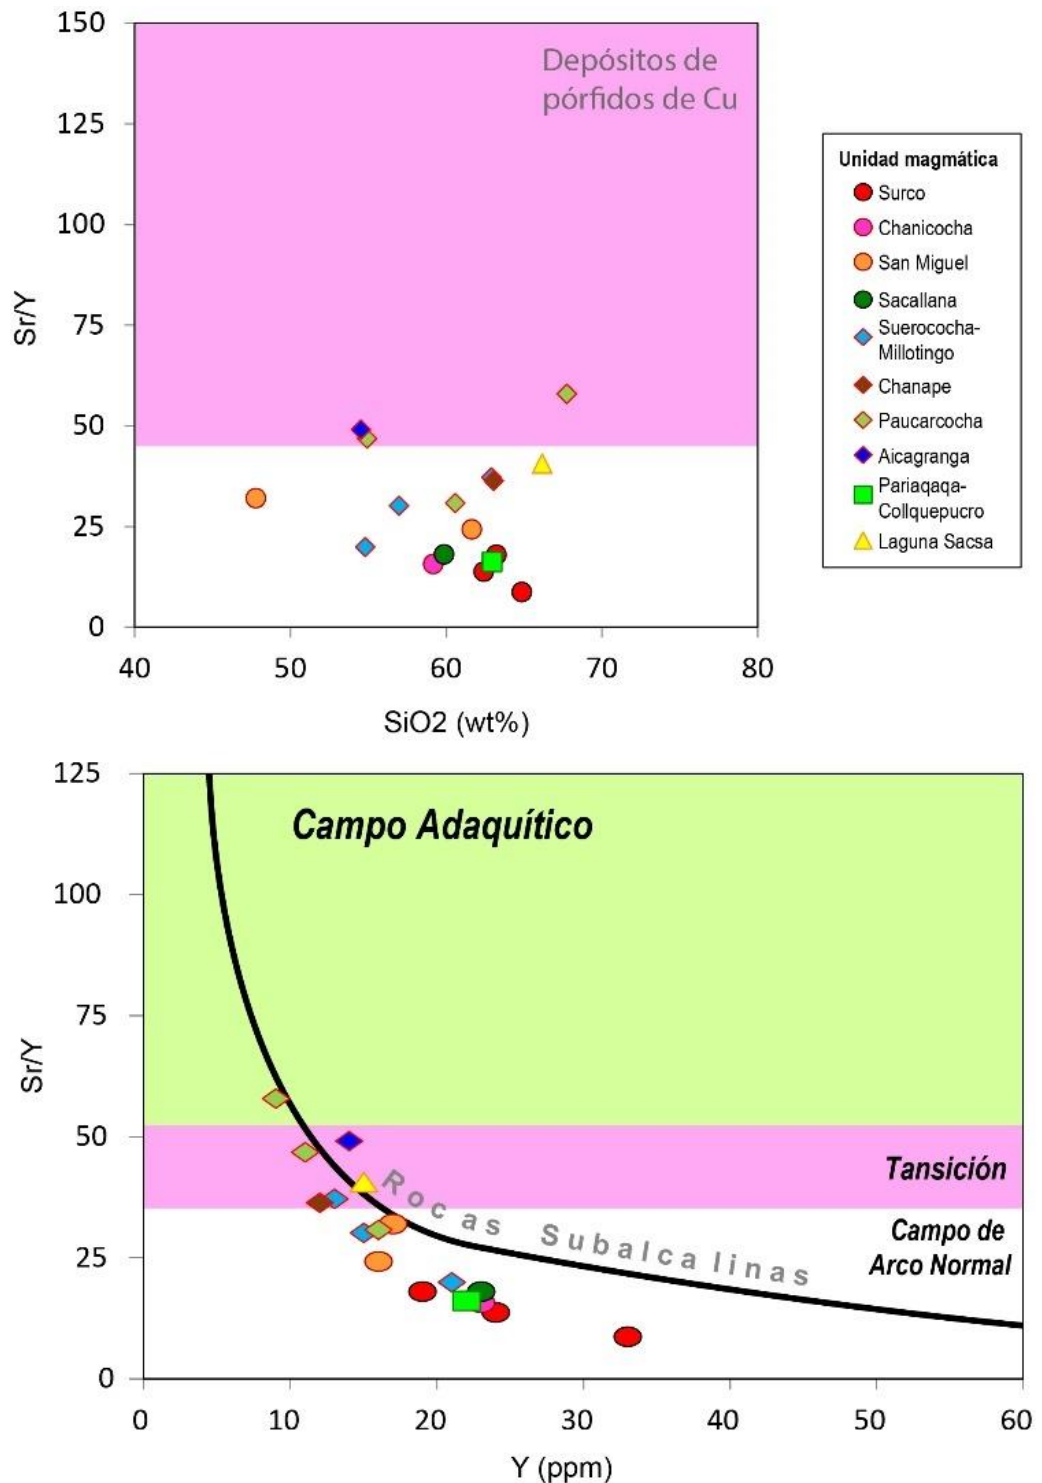 150
125
100
75
50
25
0
Sr/Y
40 50 60 70 80
SiO2 (wt%)
Depósitos de
pórfidos de Cu
Unidad magmática
Surco
Chanicocha
San Miguel
Sacallana
Suerococha-
Millotingo
Chanape
Paucarcocha
Aicagranga
Pariaqaqa-
Collquepucro
Laguna Sacsa
125
100
75
50
25
0
Sr/Y
Campo Adaquítico
Tansición
Rocas Subalcalinas
Campo de
Arco Normal
0 10 20 30 40 50 60
Y (ppm)